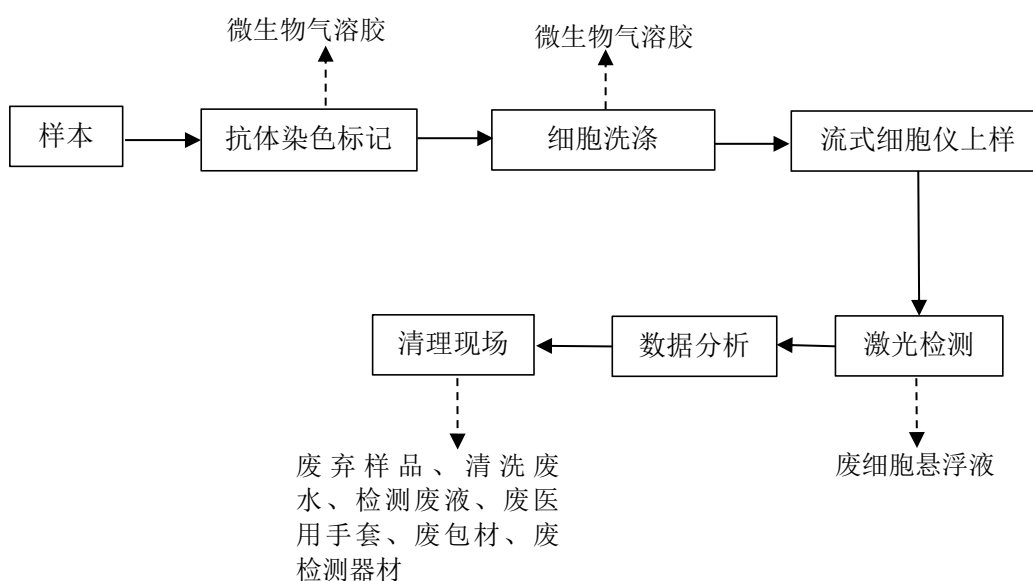 微生物气溶胶
微生物气溶胶
样本
抗体染色标记
细胞洗涤
流式细胞仪上样
清理现场
数据分析
激光检测
废弃样品、清洗废
水、检测废液、废医
用手套、废包材、废
检测器材
废细胞悬浮液